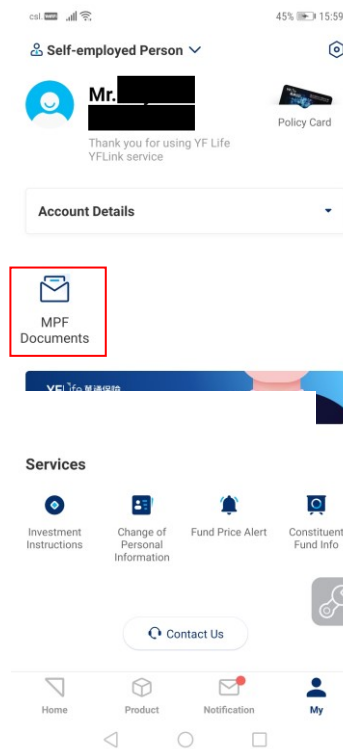 csl. 45% 15:59
Self-employed Person
Mr.
Thank you for using YF Life
YFLink service
Policy Card
Account Details
MPF
Documents
YFLife 萬通保險
Services
Investment
Instructions
Change of
Personal
Information
Fund Price Alert
Constituent
Fund Info
Contact Us
Home
Product
Notification
My